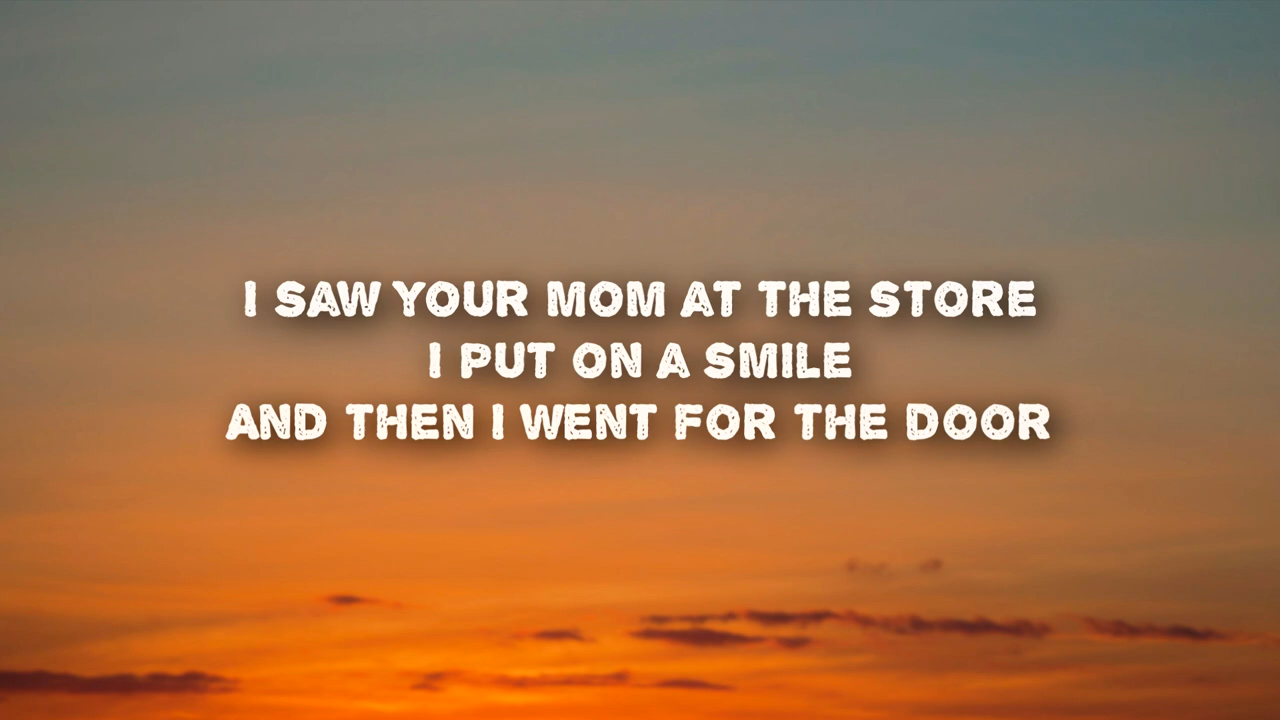 I SAW YOUR MOM AT THE STORE
I PUT ON A SMILE
AND THEN I WENT FOR THE DOOR